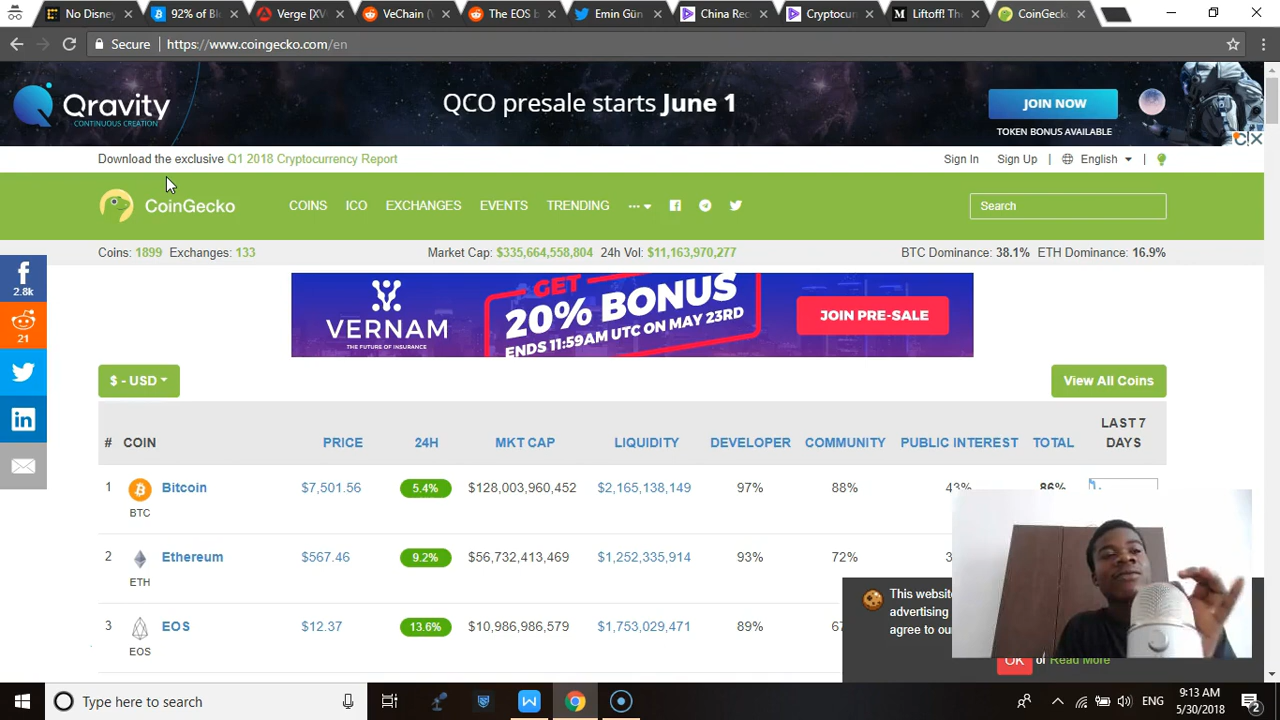 No Disney
92% of Bl
Verge [XV
VeChain (V
The EOS b
Emin Gün
China Rec
Cryptocur
Liftoff! Th
CoinGecko
Secure
https://www.coingecko.com/en
Qravity
CONTINUOUS CREATION
QCO presale starts June 1
JOIN NOW
TOKEN BONUS AVAILABLE
Download the exclusive Q1 2018 Cryptocurrency Report
Sign In Sign Up | English |
CoinGecko
COINS ICO EXCHANGES EVENTS TRENDING ...
Search
Coins: 1899 Exchanges: 133 Market Cap: $335,664,558,804 24h Vol: $11,163,970,277 BTC Dominance: 38.1% ETH Dominance: 16.9%
2.8k
21
VERNAM
THE FUTURE OF INSURANCE
GET
20% BONUS
ENDS 11:59AM UTC ON MAY 23RD
JOIN PRE-SALE
$ - USD
View All Coins
# COIN PRICE 24H MKT CAP LIQUIDITY DEVELOPER COMMUNITY PUBLIC INTEREST TOTAL LAST 7 DAYS
1 Bitcoin $7,501.56 5.4% $128,003,960,452 $2,165,138,149 97% 88% 43% 86%
BTC
2 Ethereum $567.46 9.2% $56,732,413,469 $1,252,335,914 93% 72%
ETH
3 EOS $12.37 13.6% $10,986,986,579 $1,753,029,471 89%
EOS
This website
advertising
agree to ou
OK or Read More
Type here to search
ENG
9:13 AM
5/30/2018
2